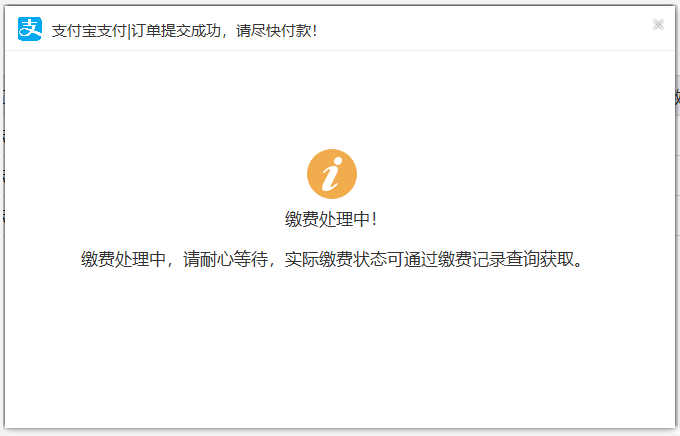 支付宝支付|订单提交成功，请尽快付款！
缴费处理中！
缴费处理中，请耐心等待，实际缴费状态可通过缴费记录查询获取。